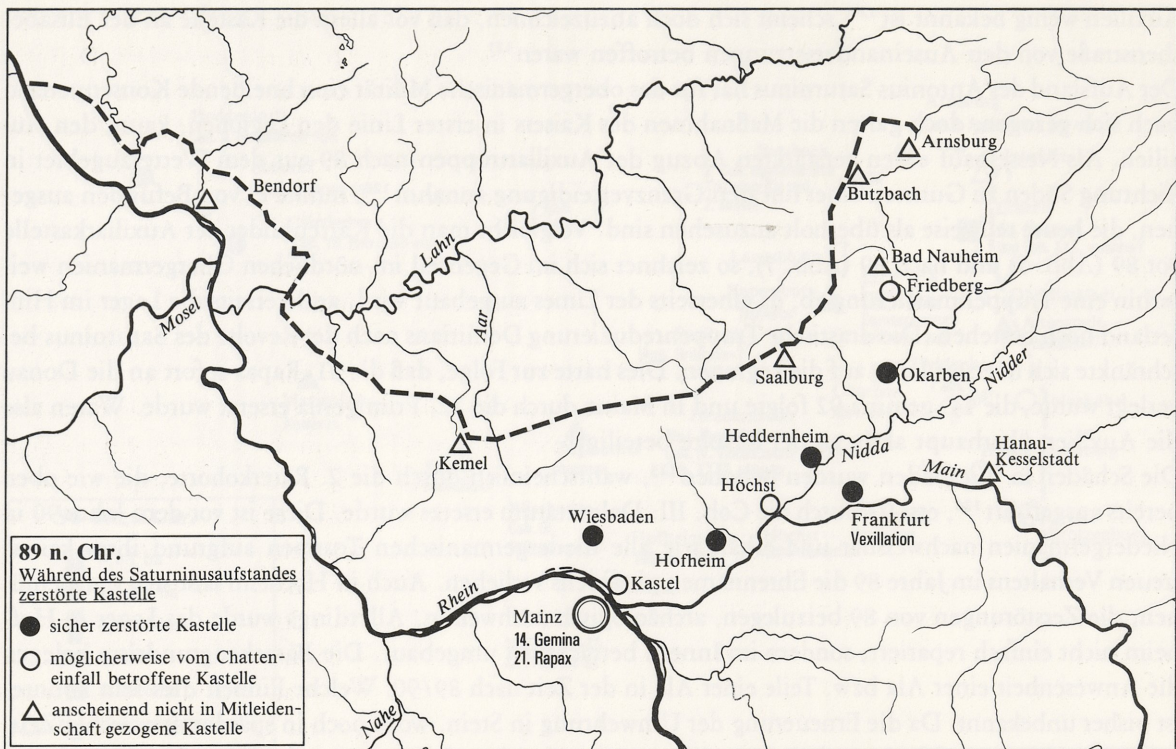 Arnsburg
Butzbach
Bendorf
Lahn
Bad Nauheim
Friedberg
Mosel
Aar
Saalburg
Okarben
Nidder
Heddernheim
Nidda
Hanau-
Kesselstadt
Main
Kemel
Höchst
Wiesbaden
Frankfurt
Vexillation
Hofheim
Kastel
Rhein
Mainz
14. Gemina
21. Rapax
Nahe
89 n. Chr.
Während des Saturninusaufstandes
zerstörte Kastelle
sicher zerstörte Kastelle
möglicherweise vom Chatten-
einfall betroffene Kastelle
anscheinend nicht in Mitleiden-
schaft gezogene Kastelle